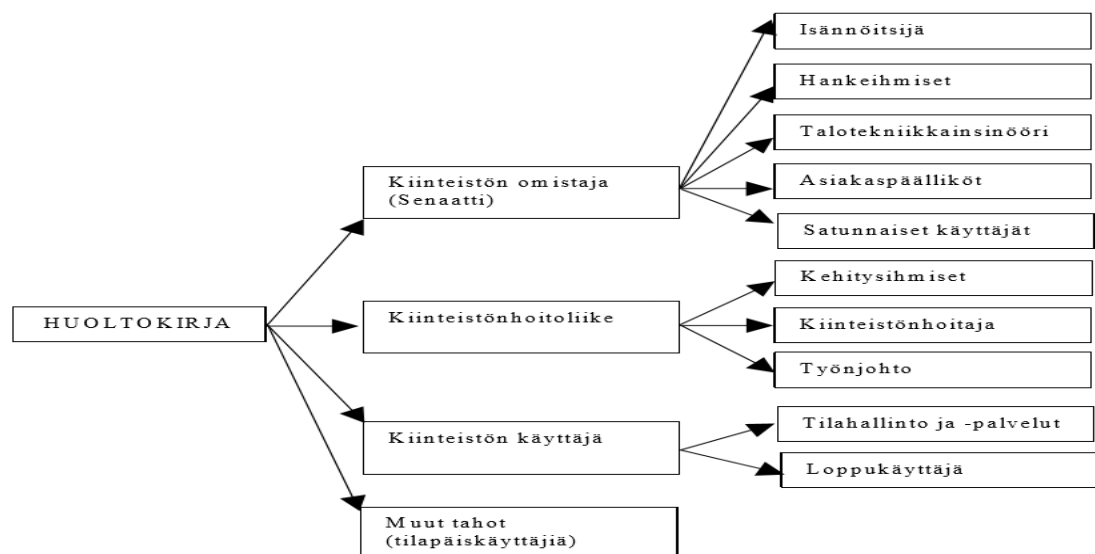 Isännöitsijä
Hankeihmiset
Talotekniikkainsinööri
Kiinteistön omistaja
(Senaatti)
Asiakaspäälliköt
Satunnaiset käyttäjät
Kehitysihmiset
HUOLTOKIRJA
Kiinteistönhoitoliike
Kiinteistönhoitaja
Työnjohto
Kiinteistön käyttäjä
Tilahallinto ja -palvelut
Loppukäyttäjä
Muut tahot
(tilapäiskäyttäjiä)